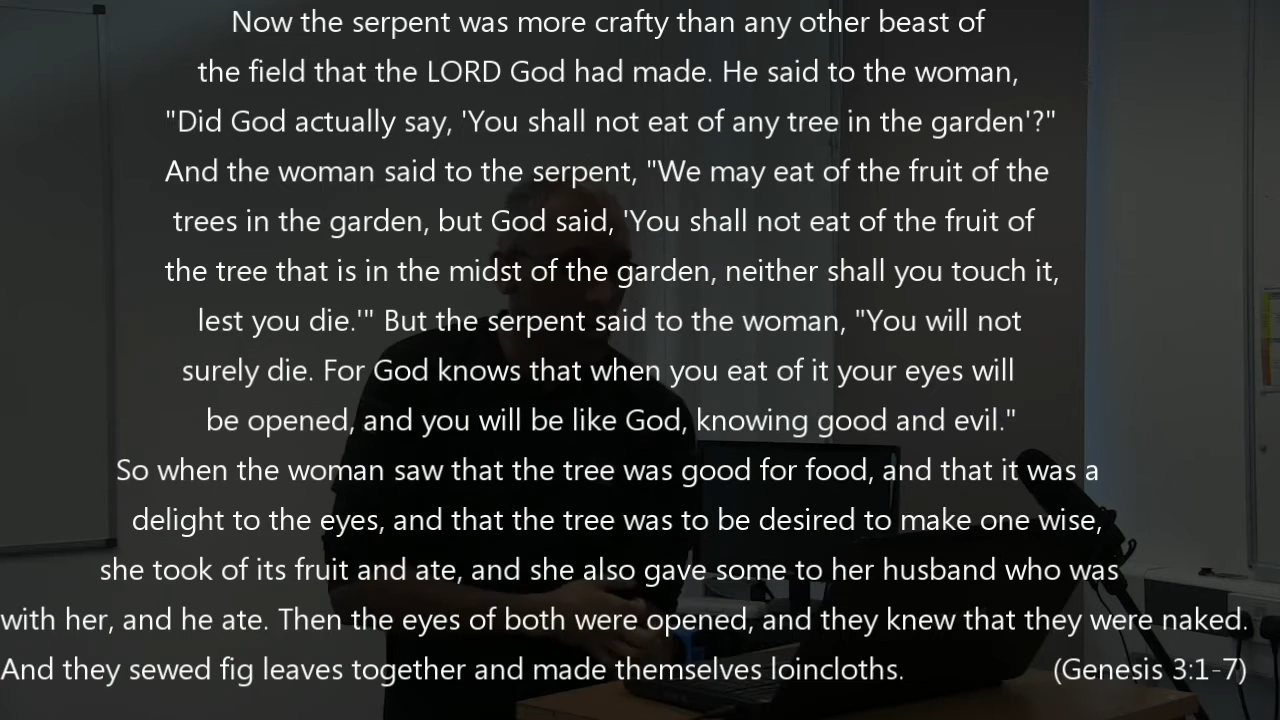 Now the serpent was more crafty than any other beast of
the field that the LORD God had made. He said to the woman,
"Did God actually say, 'You shall not eat of any tree in the garden'?"
And the woman said to the serpent, "We may eat of the fruit of the
trees in the garden, but God said, 'You shall not eat of the fruit of
the tree that is in the midst of the garden, neither shall you touch it,
lest you die.'" But the serpent said to the woman, "You will not
surely die. For God knows that when you eat of it your eyes will
be opened, and you will be like God, knowing good and evil."
So when the woman saw that the tree was good for food, and that it was a
delight to the eyes, and that the tree was to be desired to make one wise,
she took of its fruit and ate, and she also gave some to her husband who was
with her, and he ate. Then the eyes of both were opened, and they knew that they were naked.
And they sewed fig leaves together and made themselves loincloths. (Genesis 3:1-7)